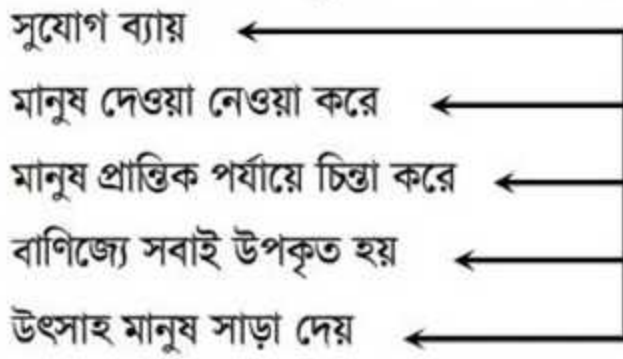 সুযোগ ব্যায়
মানুষ দেওয়া নেওয়া করে
মানুষ প্রান্তিক পর্যায়ে চিন্তা করে
বাণিজ্যে সবাই উপকৃত হয়
উৎসাহ মানুষ সাড়া দেয়